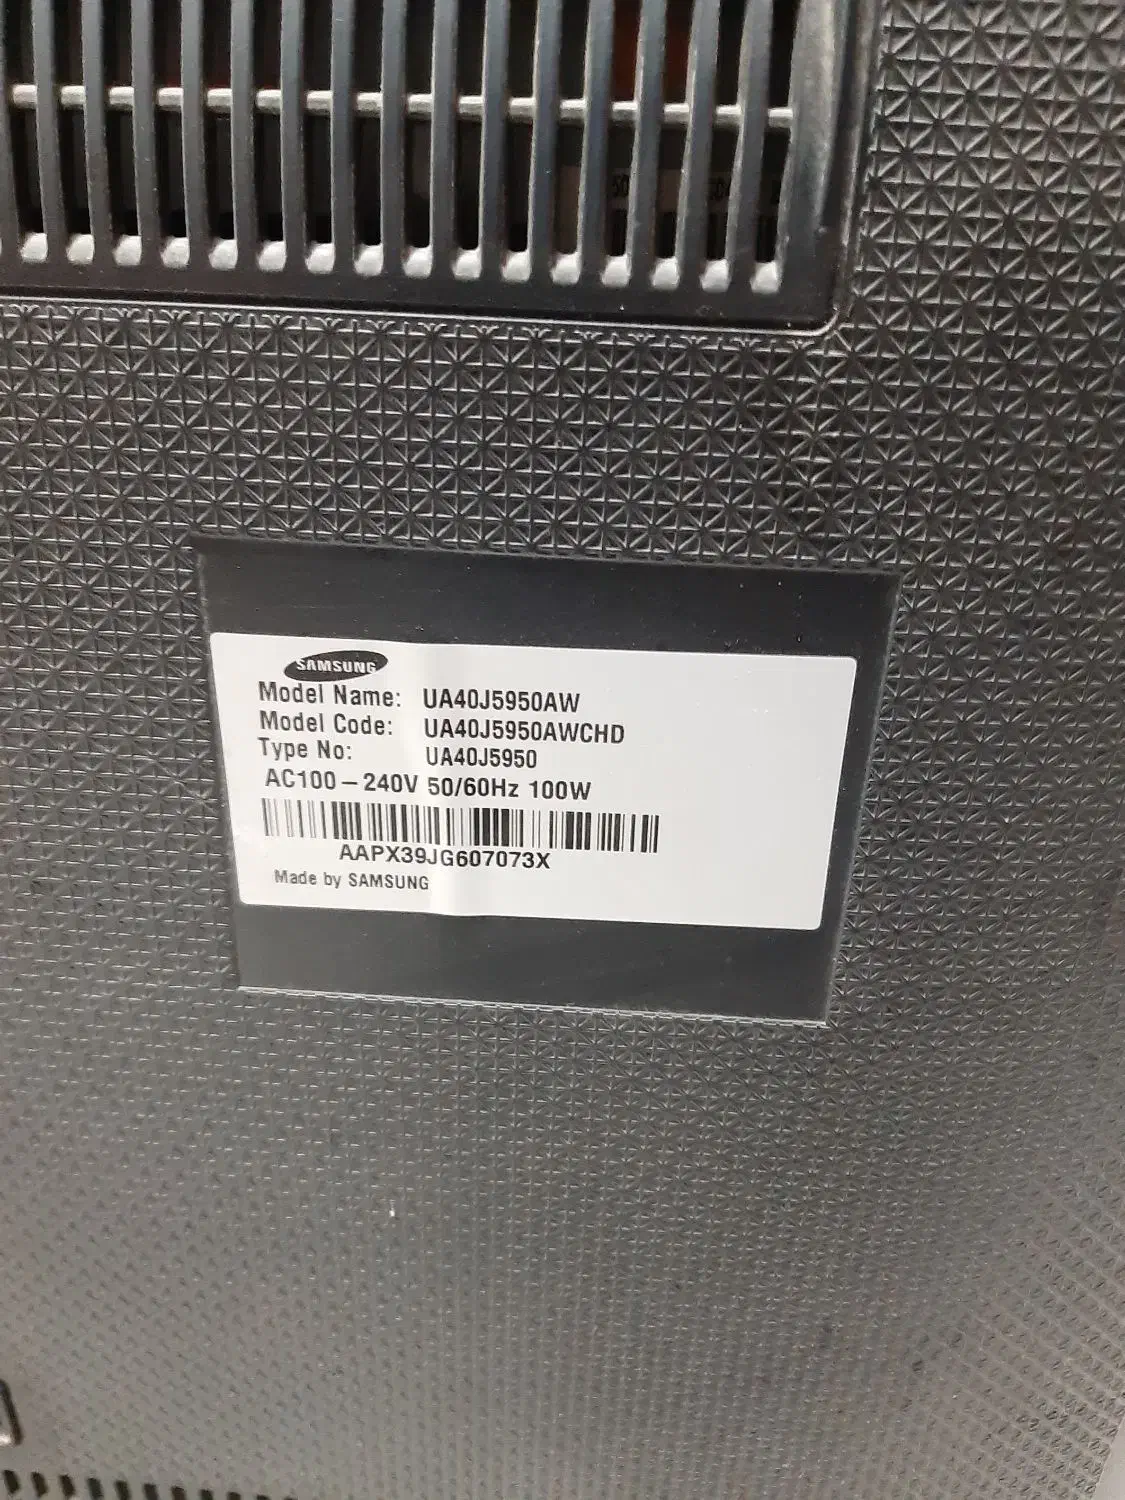 SAMSUNG
Model Name: UA40J5950AW
Model Code: UA40J5950AWCHD
Type No: UA40J5950
AC100 – 240V 50/60Hz 100W
AAPX39JG607073X
Made by SAMSUNG